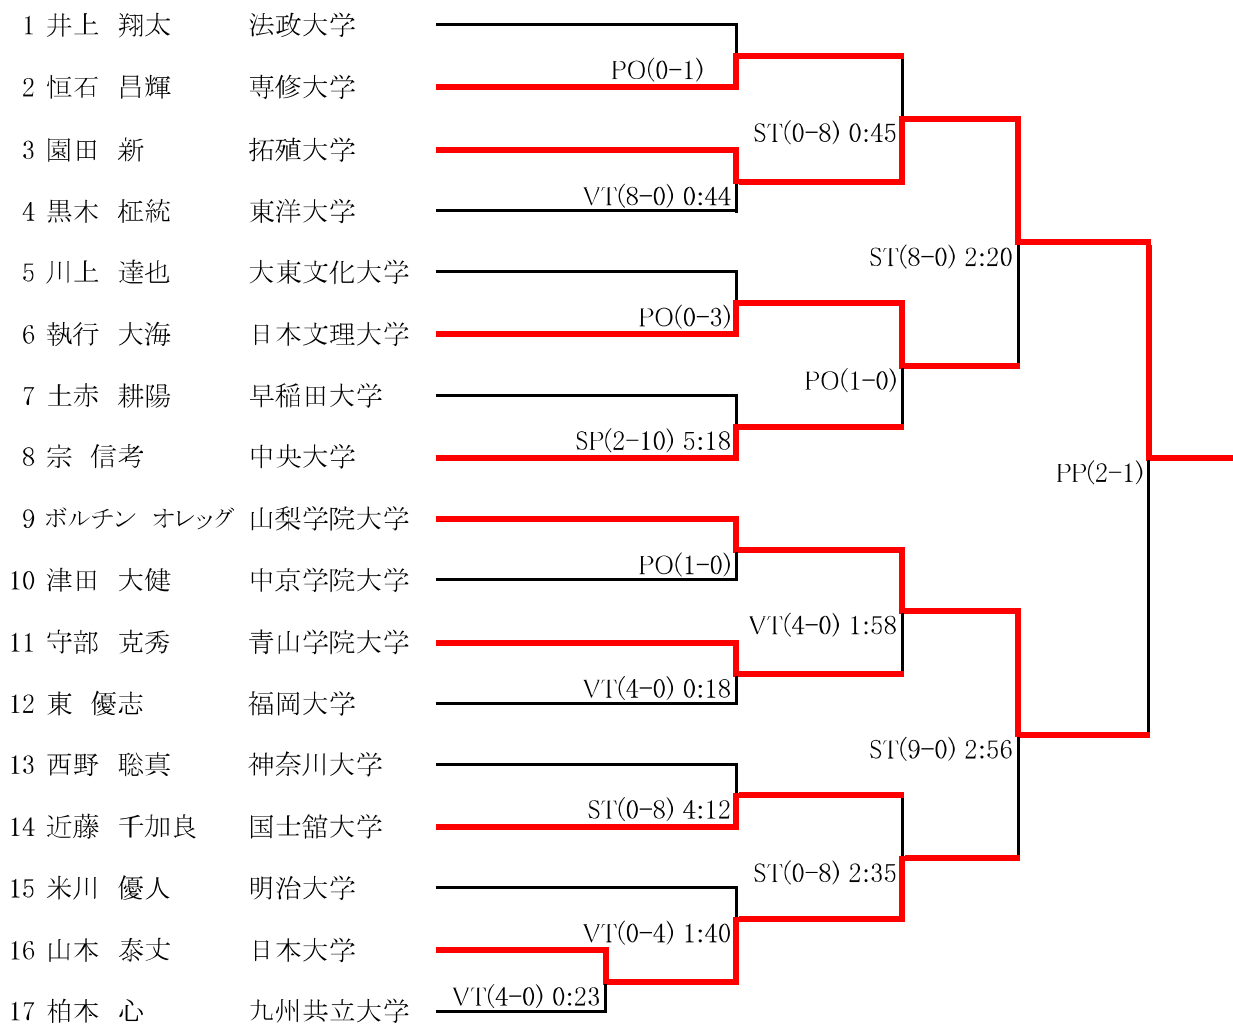 1 井上 翔太 法政大学
PO(0-1)
2 恒石 昌輝 専修大学
ST(0-8) 0:45
3 園田 新 拓殖大学
VT(8-0) 0:44
4 黒木 柾統 東洋大学
ST(8-0) 2:20
5 川上 達也 大東文化大学
PO(0-3)
6 執行 大海 日本文理大学
PO(1-0)
7 土赤 耕陽 早稲田大学
SP(2-10) 5:18
8 宗 信考 中央大学
PP(2-1)
9 ボルチン オレッグ 山梨学院大学
PO(1-0)
10 津田 大健 中京学院大学
VT(4-0) 1:58
11 守部 克秀 青山学院大学
VT(4-0) 0:18
12 東 優志 福岡大学
ST(9-0) 2:56
13 西野 聡真 神奈川大学
ST(0-8) 4:12
14 近藤 千加良 国士舘大学
ST(0-8) 2:35
15 米川 優人 明治大学
VT(0-4) 1:40
16 山本 泰丈 日本大学
VT(4-0) 0:23
17 柏木 心 九州共立大学